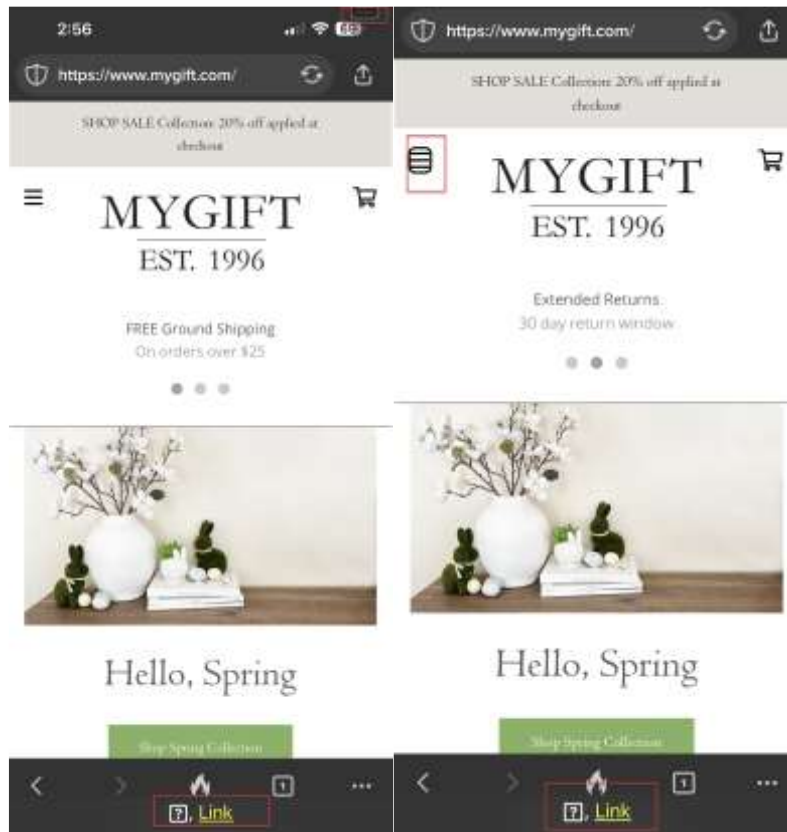 2:56
https://www.mygift.com/
SHOP SALE Collection: 20% off applied at
checkout
MYGIFT
EST. 1996
FREE Ground Shipping
On orders over $25
Hello, Spring
Shop Spring Collection
1
?, Link
https://www.mygift.com/
SHOP SALE Collection: 20% off applied at
checkout
MYGIFT
EST. 1996
Extended Returns
30 day return window
Hello, Spring
Shop Spring Collection
1
?, Link